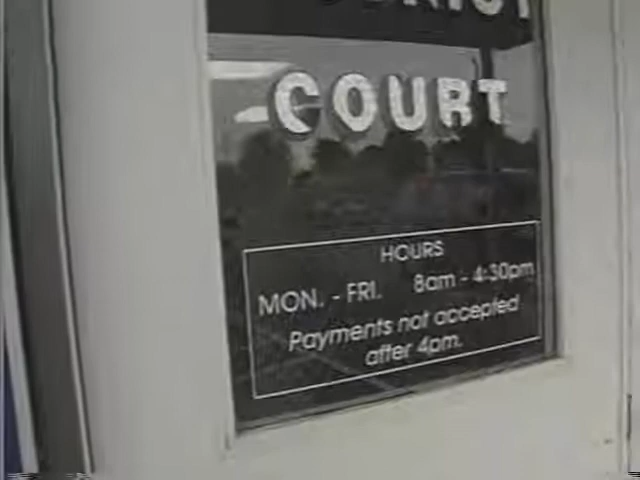 COURT
HOURS
MON. - FRI. 8am - 4:30pm
Payments not accepted
after 4pm.